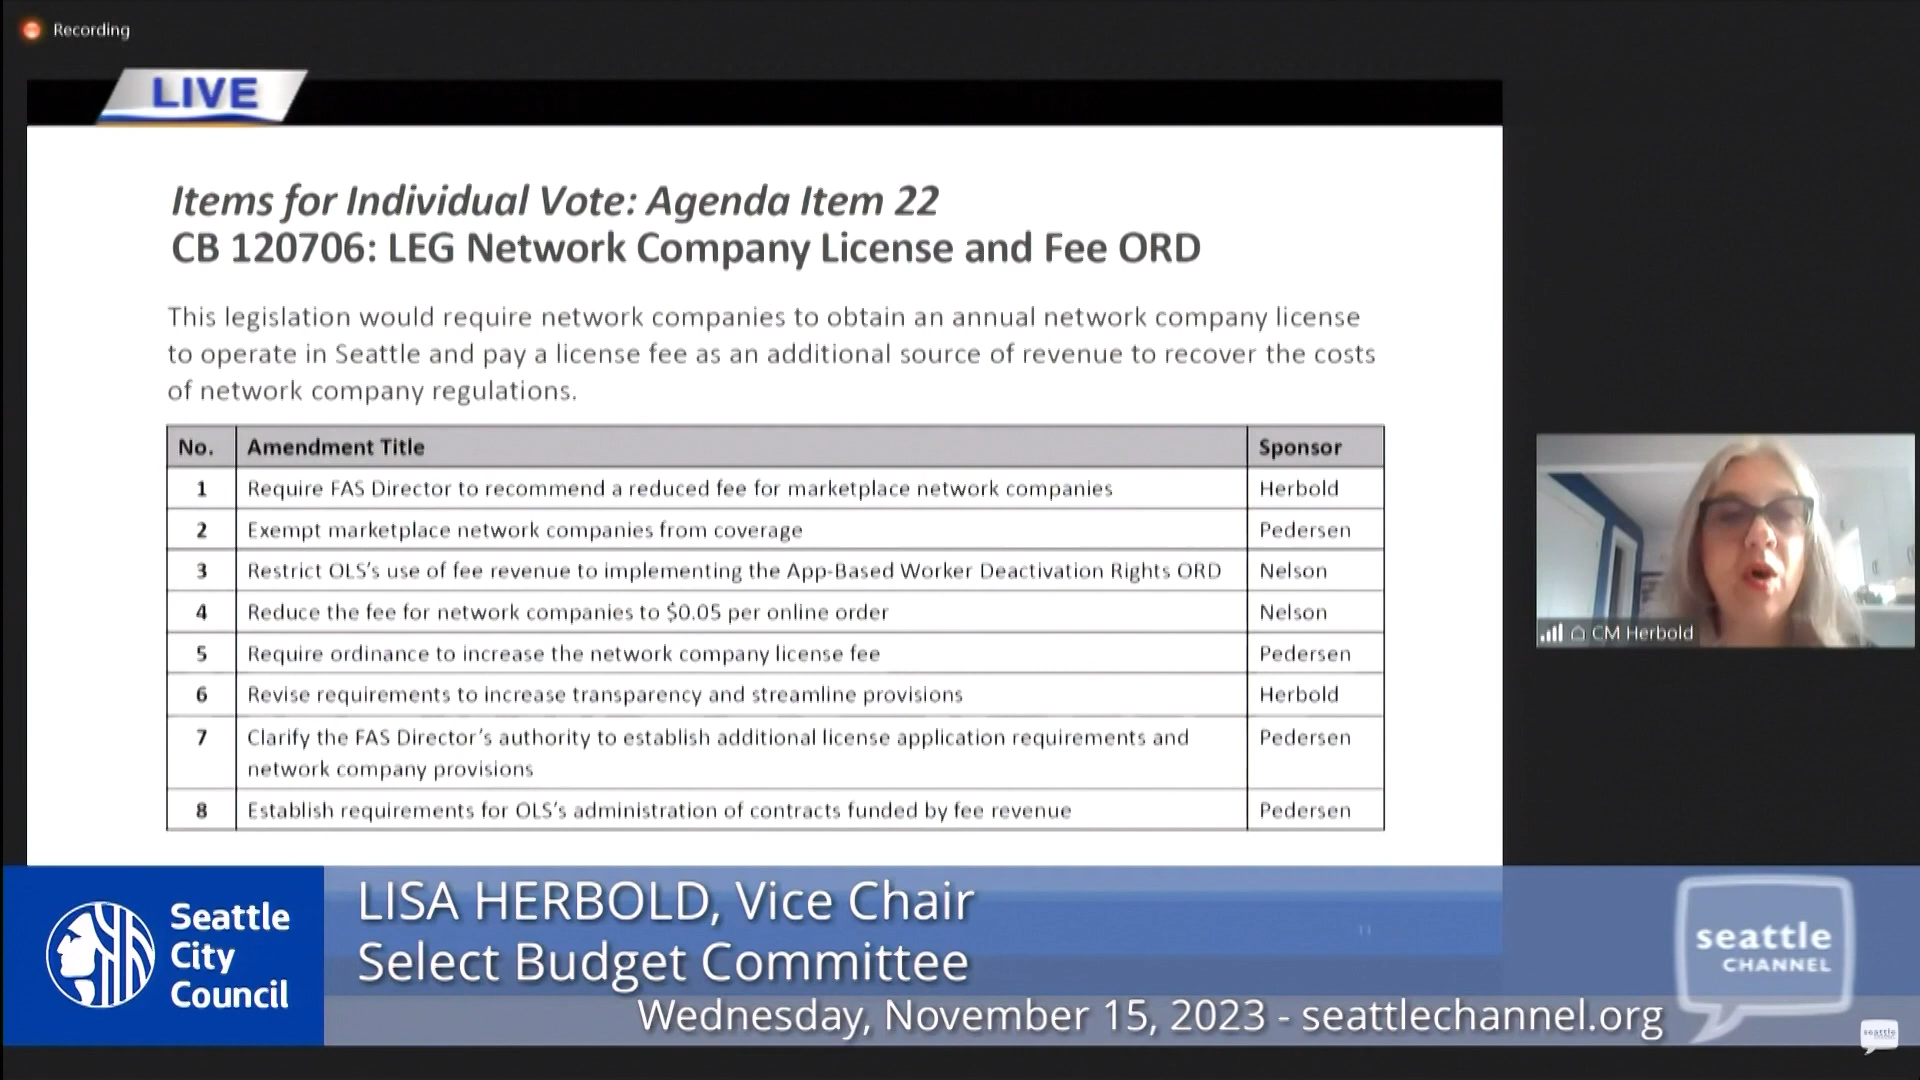 Recording
LIVE
Items for Individual Vote: Agenda Item 22
CB 120706: LEG Network Company License and Fee ORD
This legislation would require network companies to obtain an annual network company license
to operate in Seattle and pay a license fee as an additional source of revenue to recover the costs
of network company regulations.
No. Amendment Title Sponsor
1 Require FAS Director to recommend a reduced fee for marketplace network companies Herbold
2 Exempt marketplace network companies from coverage Pedersen
3 Restrict OLS's use of fee revenue to implementing the App-Based Worker Deactivation Rights ORD Nelson
4 Reduce the fee for network companies to $0.05 per online order Nelson
5 Require ordinance to increase the network company license fee Pedersen
6 Revise requirements to increase transparency and streamline provisions Herbold
7 Clarify the FAS Director's authority to establish additional license application requirements and Pedersen
network company provisions
8 Establish requirements for OLS's administration of contracts funded by fee revenue Pedersen
CM Herbold
Seattle
City
Council
LISA HERBOLD, Vice Chair
Select Budget Committee
Wednesday, November 15, 2023 - seattlechannel.org
seattle
CHANNEL
seattle